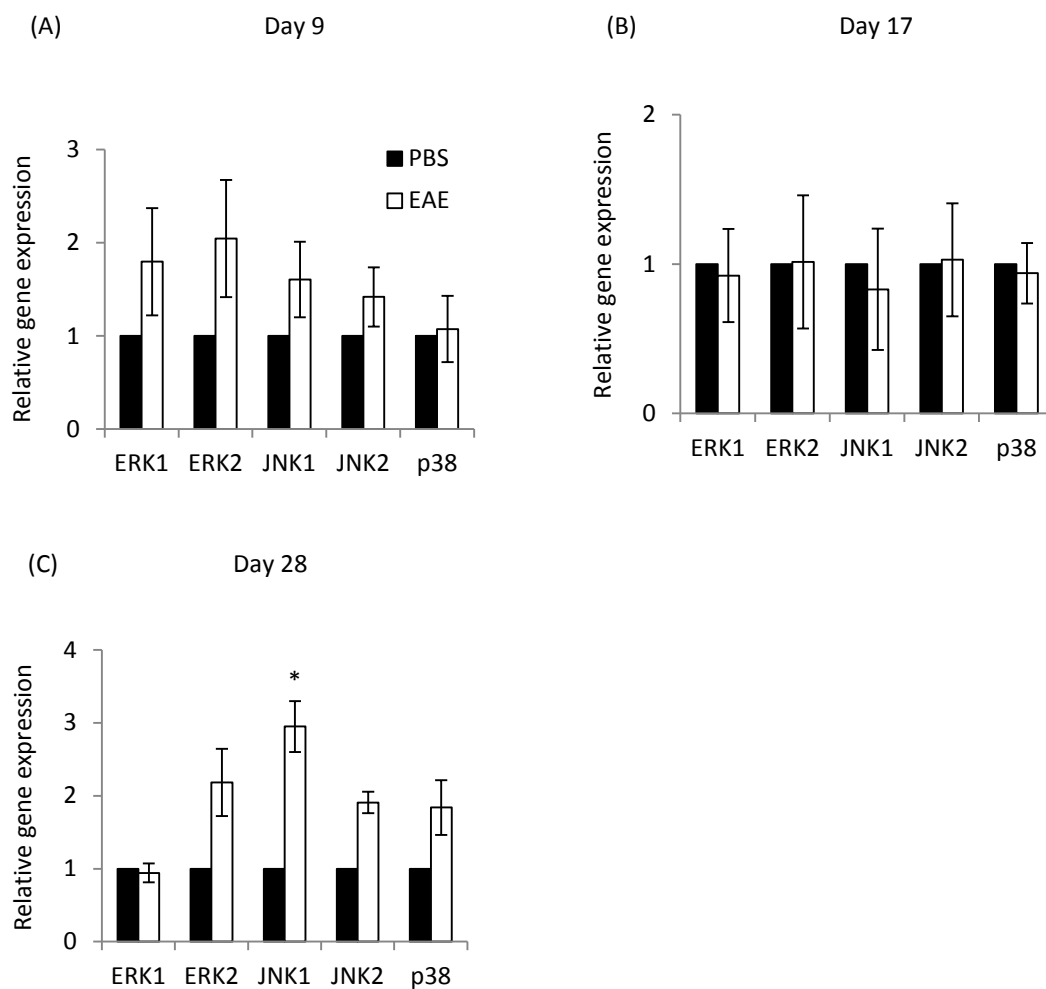 (A) Day 9
Relative gene expression
3
2
1
0
PBS
EAE
ERK1 ERK2 JNK1 JNK2 p38
(B) Day 17
Relative gene expression
2
1
0
ERK1 ERK2 JNK1 JNK2 p38
(C) Day 28
Relative gene expression
4
3
2
1
0
*
ERK1 ERK2 JNK1 JNK2 p38